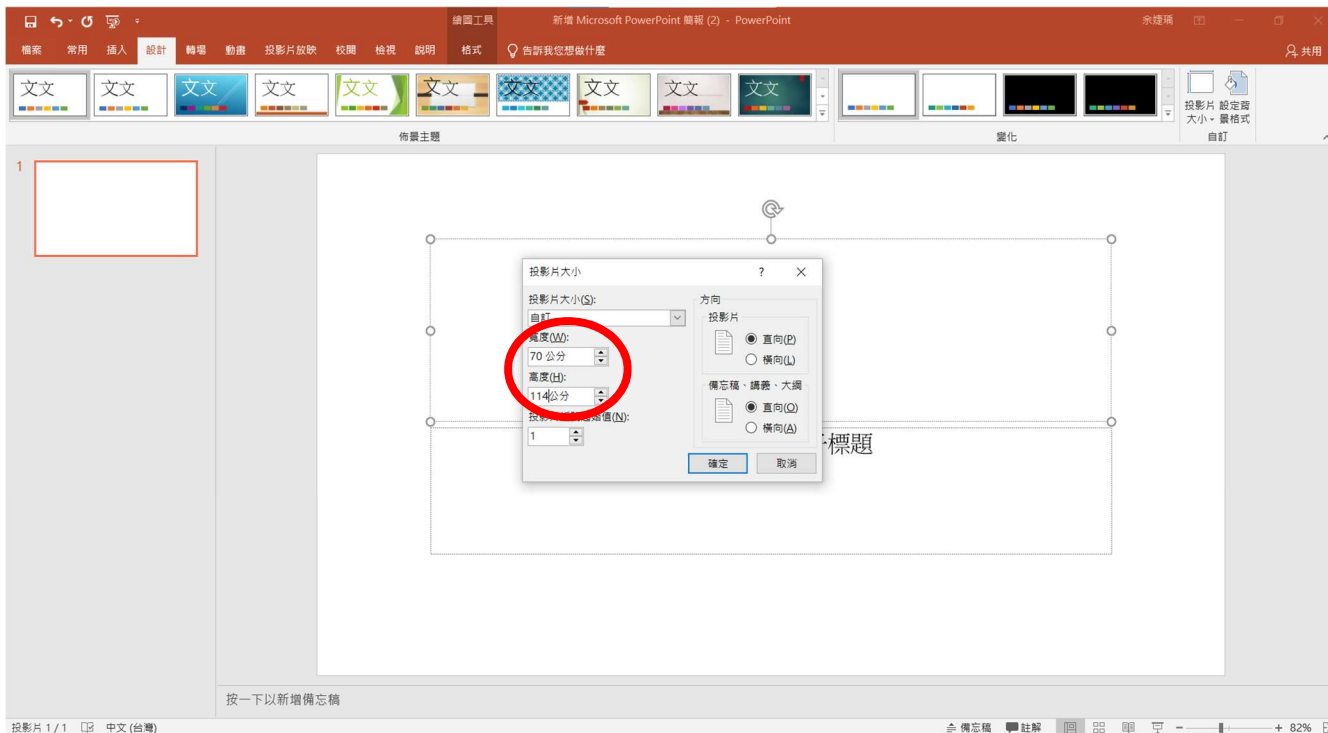 繪圖工具
新增 Microsoft PowerPoint 簡報 (2) - PowerPoint
余婕瑀
檔案 常用 插入 設計 轉場 動畫 投影片放映 校閱 檢視 說明 格式 告訴我您想做什麼
共用
文文 文文 文文 文文 文文 文文 文文 文文 文文 文文
投影片 設定背
大小 景格式
佈景主題
變化
自訂
1
投影片大小 ?
投影片大小(S):
自訂
寬度(W):
70 公分
高度(H):
114公分
1
方向
投影片
直向(P)
橫向(L)
備忘稿、講義、大綱
直向(O)
橫向(A)
確定 取消
子標題
按一下以新增備忘稿
投影片 1 / 1 中文 (台灣)
備忘稿 註解 82%